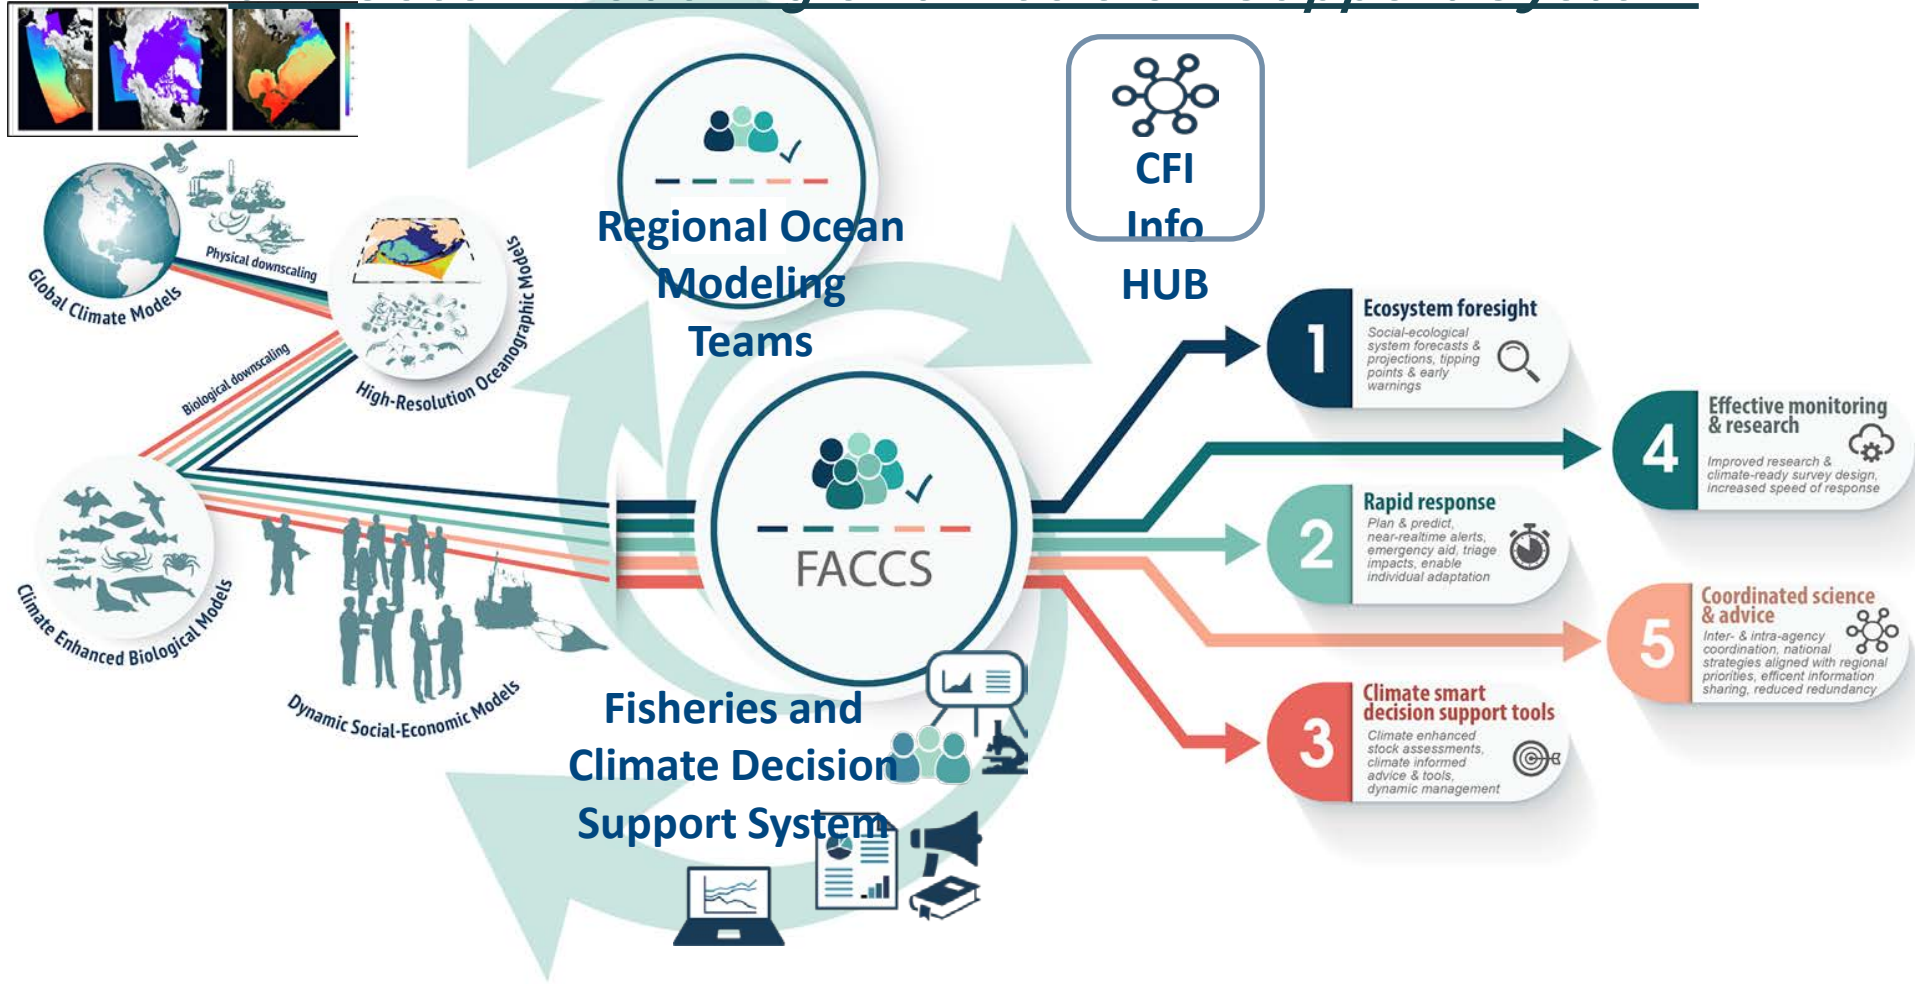 CFI
Info
HUB
Regional Ocean
Modeling
Teams
Physical downscaling
Global Climate Models
High-Resolution Oceanographic Models
Biological downscaling
Climate Enhanced Biological Models
Dynamic Social-Economic Models
FACCS
Fisheries and
Climate Decision
Support System
1
Ecosystem foresight
Social-ecological
system forecasts &
projections, tipping
points & early
warnings
4
Effective monitoring
& research
Improved research &
climate-ready survey design,
increased speed of response
2
Rapid response
Plan & predict,
near-realtime alerts,
emergency aid, triage
impacts, enable
individual adaptation
5
Coordinated science
& advice
Inter- & intra-agency
coordination, national
strategies aligned with regional
priorities, efficent information
sharing, reduced redundancy
3
Climate smart
decision support tools
Climate enhanced
stock assessments,
climate informed
advice & tools,
dynamic management